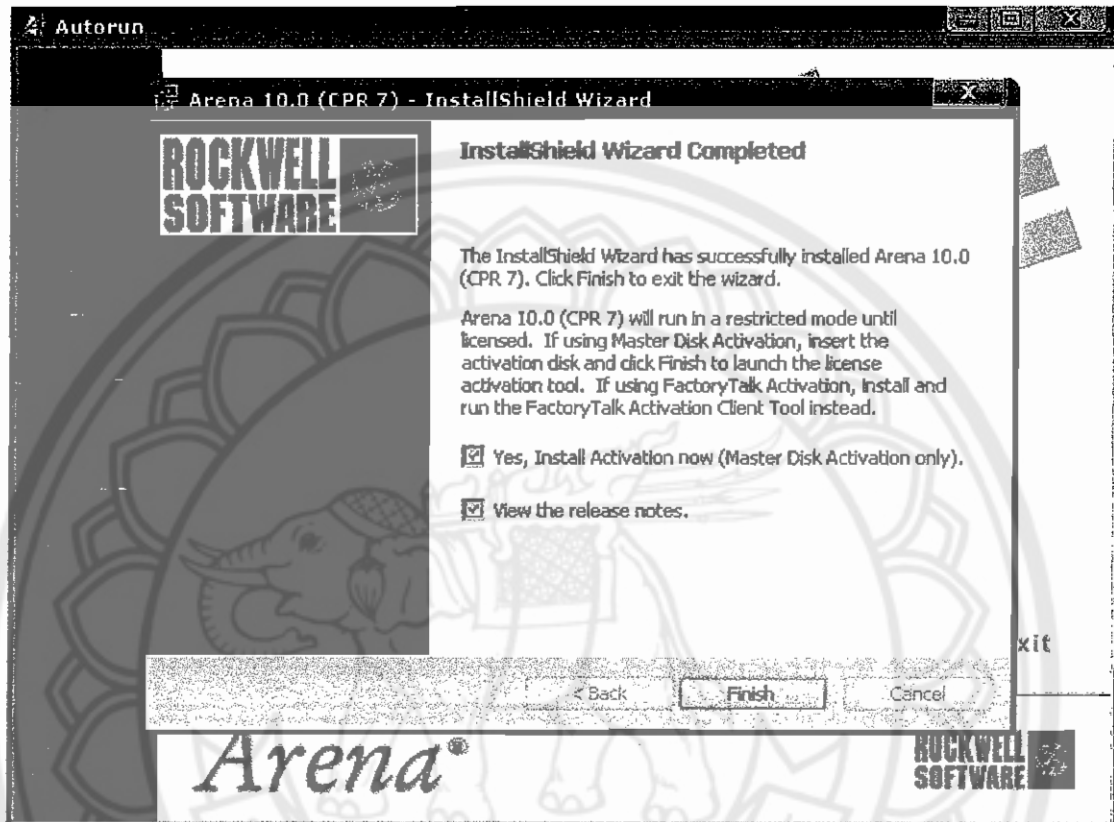 Autorun
Arena 10.0 (CPR 7) - InstallShield Wizard
ROCKWELL
SOFTWARE
InstallShield Wizard Completed
The InstallShield Wizard has successfully installed Arena 10.0
(CPR 7). Click Finish to exit the wizard.
Arena 10.0 (CPR 7) will run in a restricted mode until
licensed. If using Master Disk Activation, insert the
activation disk and click Finish to launch the license
activation tool. If using FactoryTalk Activation, install and
run the FactoryTalk Activation Client Tool instead.
Yes, Install Activation now (Master Disk Activation only).
View the release notes.
xit
< Back Finish Cancel
Arena®
ROCKWELL
SOFTWARE